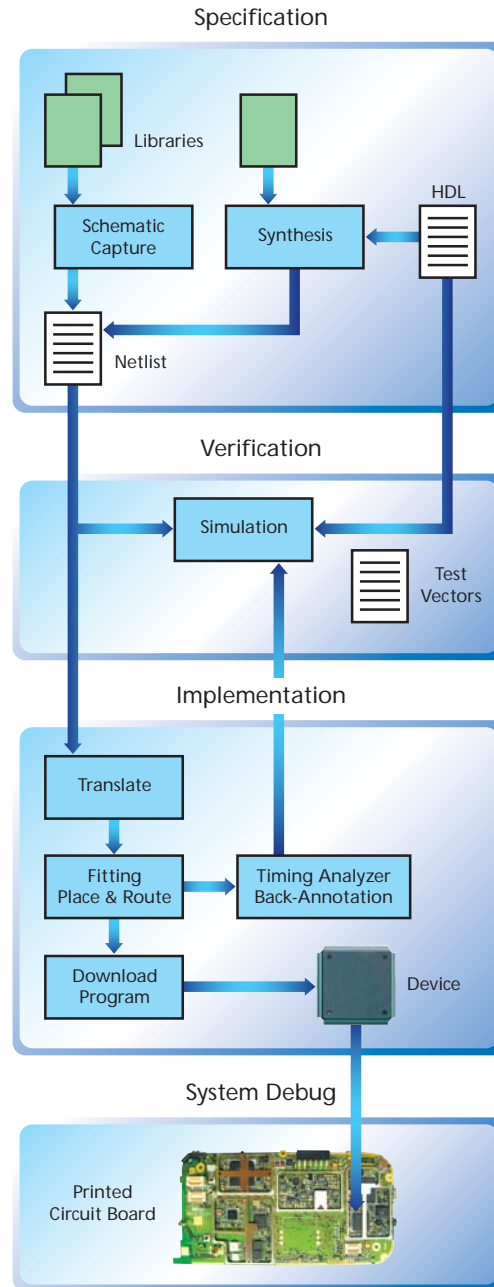 Specification
Libraries
HDL
Schematic
Capture
Synthesis
Netlist
Verification
Simulation
Test
Vectors
Implementation
Translate
Fitting
Place & Route
Timing Analyzer
Back-Annotation
Download
Program
Device
System Debug
Printed
Circuit Board